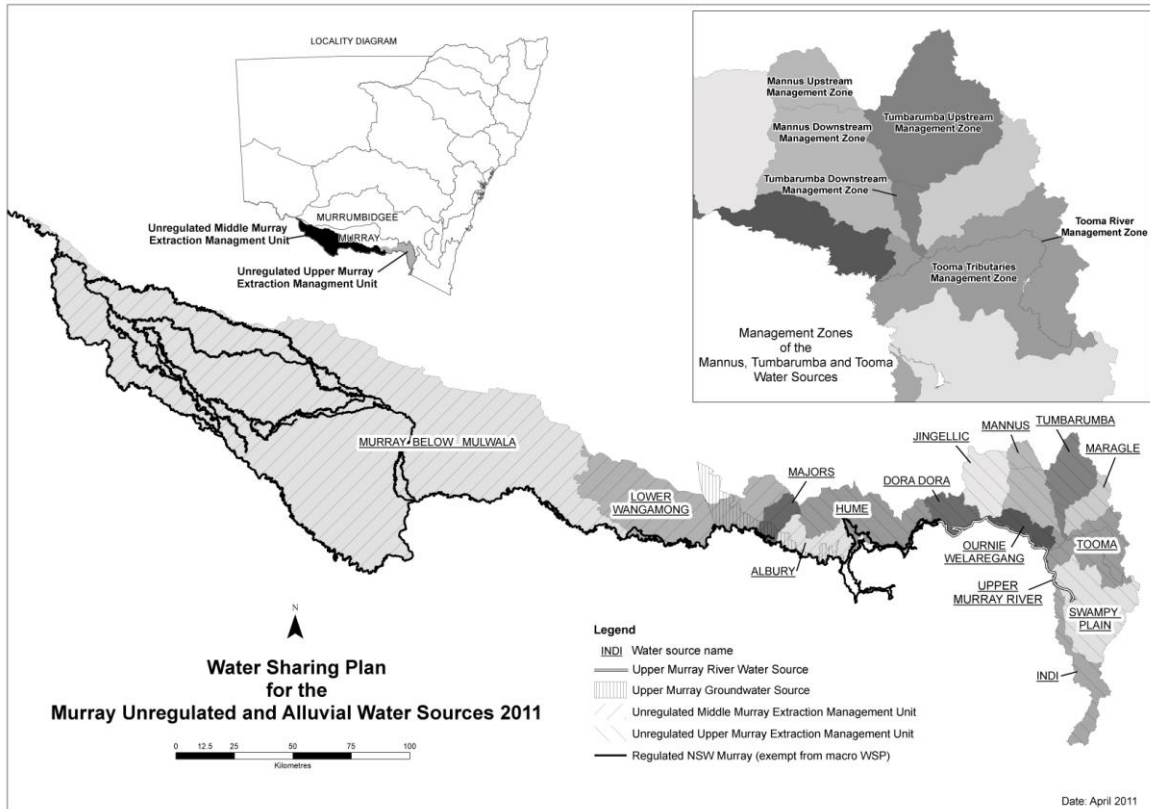 LOCALITY DIAGRAM
MURRUMBIDGEE
Unregulated Middle Murray
Extraction Managment Unit
MURRAY
Unregulated Upper Murray
Extraction Managment Unit
Mannus Upstream
Management Zone
Mannus Downstream
Management Zone
Tumbarumba Upstream
Management Zone
Tumbarumba Downstream
Management Zone
Tooma River
Management Zone
Tooma Tributaries
Management Zone
Management Zones
of the
Mannus, Tumbarumba and Tooma
Water Sources
MURRAY BELOW MULWALA
LOWER
WANGAMONG
MAJORS
HUME
ALBURY
DORA DORA
JINGELLIC
MANNUS
TUMBARUMBA
MARAGLE
OURNIE
WELAREGANG
TOOMA
UPPER
MURRAY RIVER
SWAMPY
PLAIN
INDI
N
Water Sharing Plan
for the
Murray Unregulated and Alluvial Water Sources 2011
0 12.5 25 50 75 100
Kilometres
Legend
INDI Water source name
Upper Murray River Water Source
Upper Murray Groundwater Source
Unregulated Middle Murray Extraction Management Unit
Unregulated Upper Murray Extraction Management Unit
Regulated NSW Murray (exempt from macro WSP)
Date: April 2011